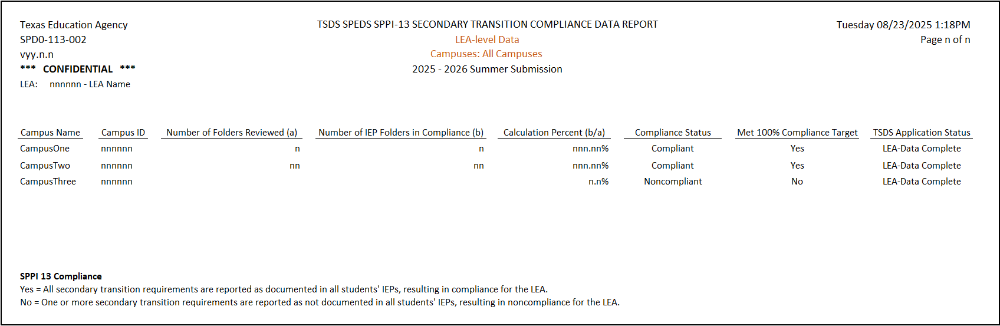 Texas Education Agency
TSDS SPEDS SPPI-13 SECONDARY TRANSITION COMPLIANCE DATA REPORT
Tuesday 08/23/2025 1:18PM
SPD0-113-002
LEA-level Data
Page n of n
vyy.n.n
Campuses: All Campuses
*** CONFIDENTIAL ***
2025 - 2026 Summer Submission
LEA: nnnnnn - LEA Name
Campus Name Campus ID Number of Folders Reviewed (a) Number of IEP Folders in Compliance (b) Calculation Percent (b/a) Compliance Status Met 100% Compliance Target TSDS Application Status
CampusOne nnnnnn n n nnn.nn% Compliant Yes LEA-Data Complete
CampusTwo nnnnnn nn nn nnn.nn% Compliant Yes LEA-Data Complete
CampusThree nnnnnn n.n% Noncompliant No LEA-Data Complete
SPPI 13 Compliance
Yes = All secondary transition requirements are reported as documented in all students' IEPs, resulting in compliance for the LEA.
No = One or more secondary transition requirements are reported as not documented in all students' IEPs, resulting in noncompliance for the LEA.